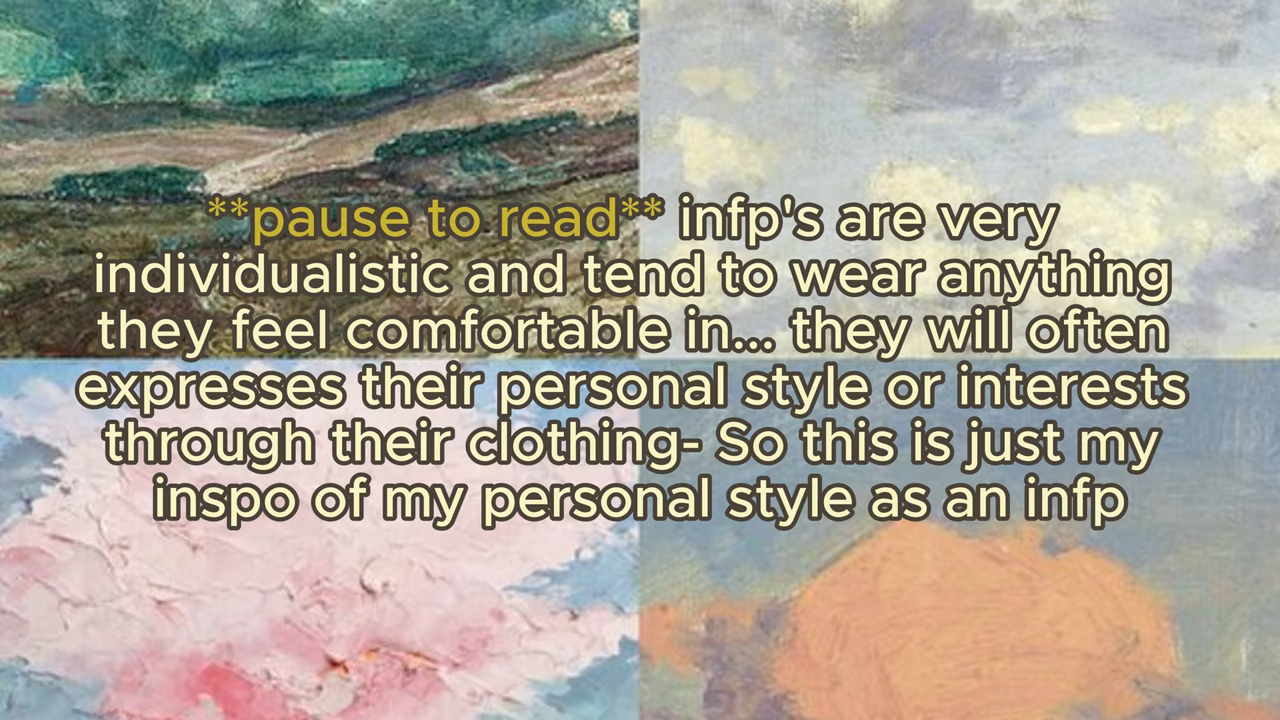 **pause to read** infp's are very
individualistic and tend to wear anything
they feel comfortable in... they will often
expresses their personal style or interests
through their clothing- So this is just my
inspo of my personal style as an infp